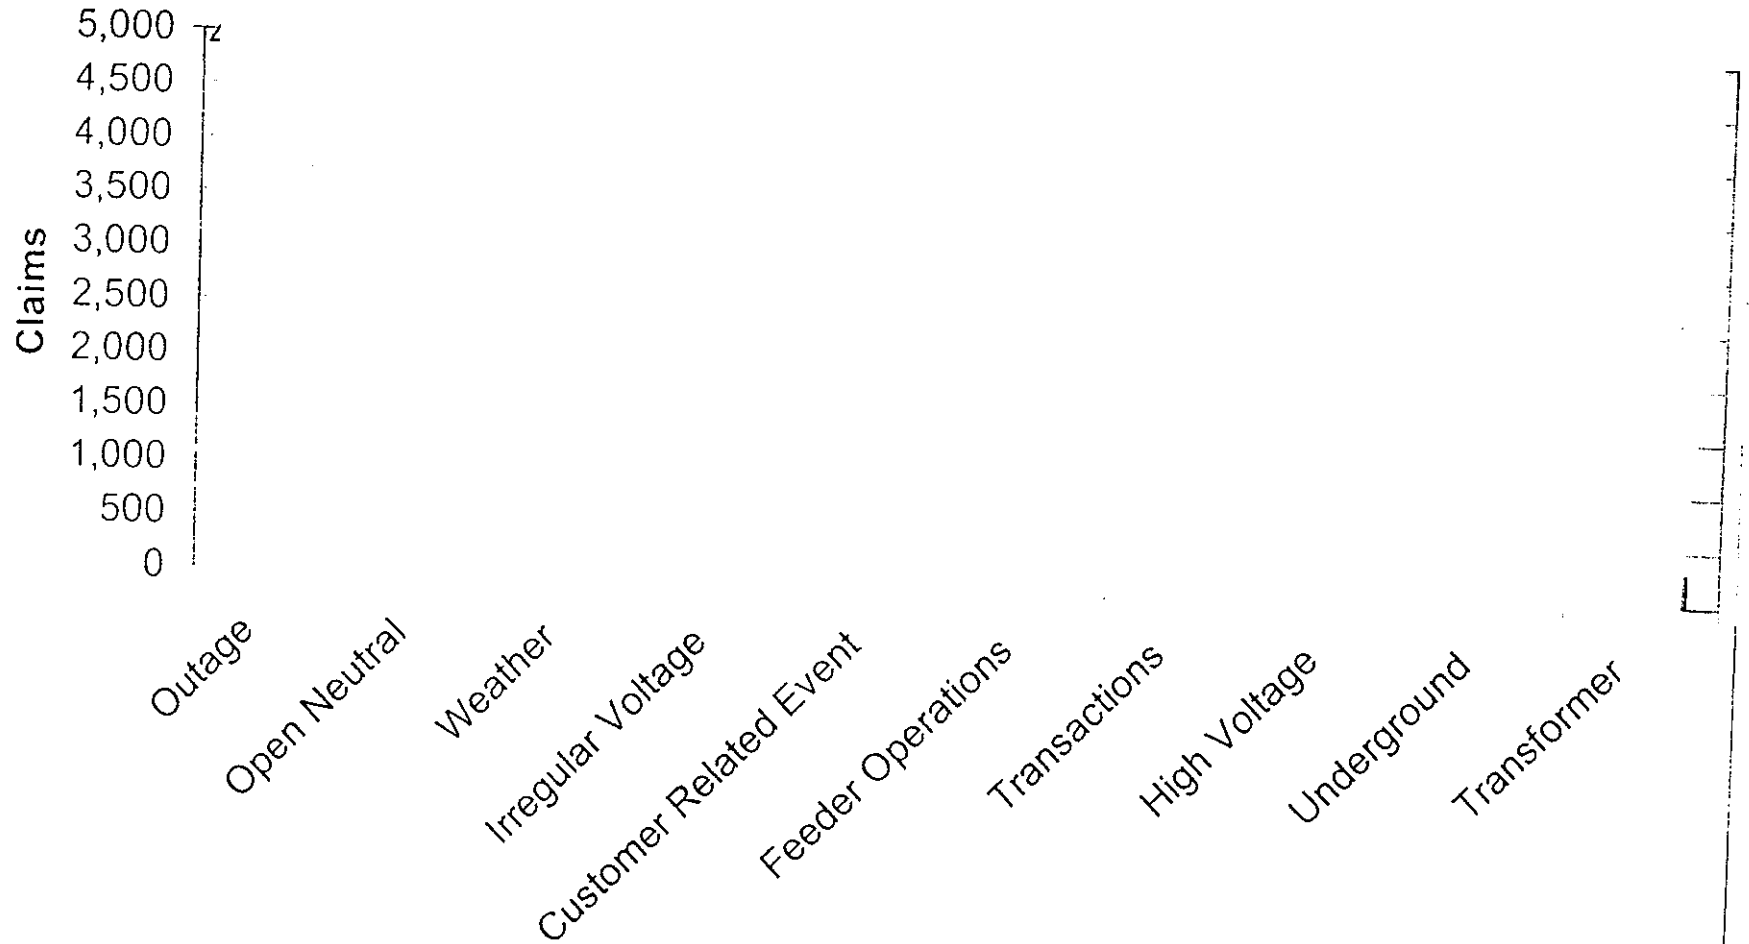 5,000
4,500
4,000
3,500
3,000
2,500
2,000
1,500
1,000
500
0
Claims
Outage
Open Neutral
Weather
Irregular Voltage
Customer Related Event
Feeder Operations
Transactions
High Voltage
Underground
Transformer